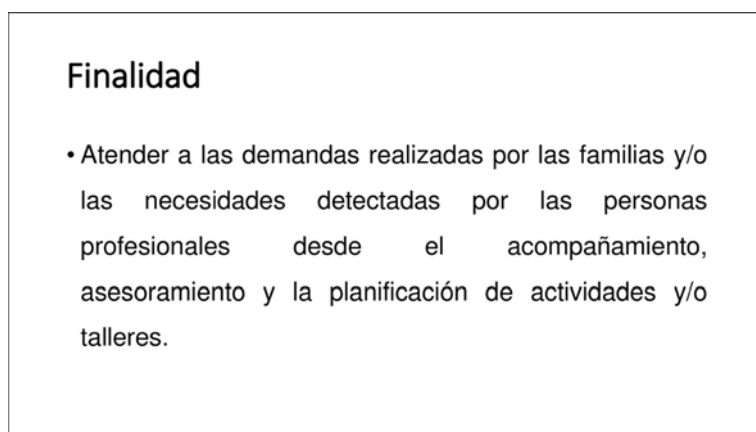 Finalidad
• Atender a las demandas realizadas por las familias y/o
las necesidades detectadas por las personas
profesionales desde el acompañamiento,
asesoramiento y la planificación de actividades y/o
talleres.